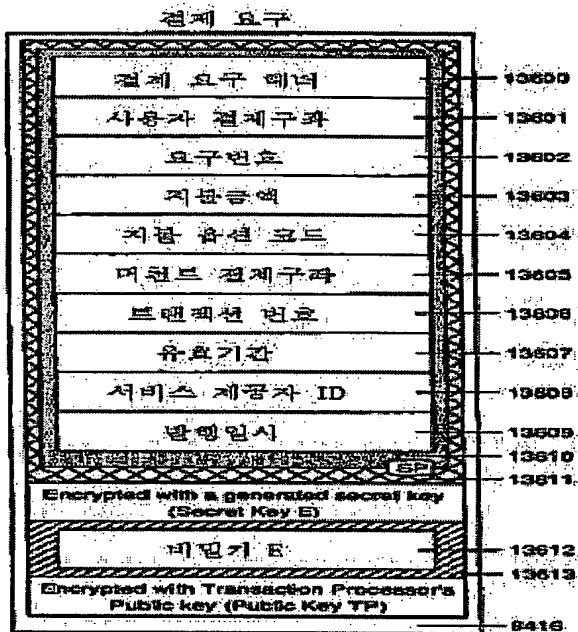 결제 요구
결제 요구 헤더 13600
사용자 결제구좌 13601
요구번호 13602
지불금액 13603
지불 옵션 코드 13604
머천트 결제구좌 13605
트랜잭션 번호 13606
유효기간 13607
서비스 제공자 ID 13608
발행일시 13609
13610
SP 13611
Encrypted with a generated secret key
(Secret Key E)
비밀키 E 13612
13613
Encrypted with Transaction Processor's
Public key (Public Key TP)
9416